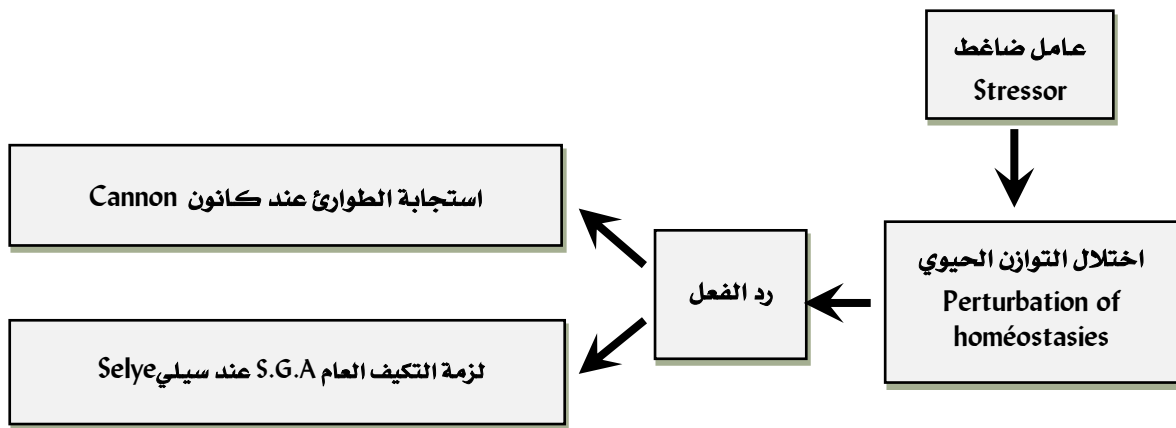 عامل ضاغط
Stressor
اختلال التوازن الحيوي
Perturbation of
homéostasies
رد الفعل
استجابة الطوارئ عند كانون Cannon
لزمة التكيف العام S.G.A عند سيليSelye